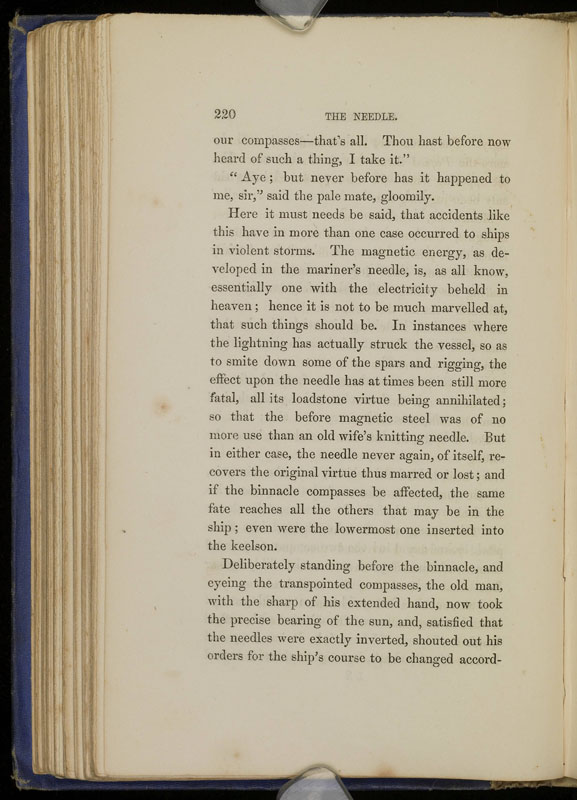 220 THE NEEDLE.
our compasses—that's all. Thou hast before now
heard of such a thing, I take it."
"Aye; but never before has it happened to
me, sir," said the pale mate, gloomily.
Here it must needs be said, that accidents like
this have in more than one case occurred to ships
in violent storms. The magnetic energy, as de-
veloped in the mariner's needle, is, as all know,
essentially one with the electricity beheld in
heaven; hence it is not to be much marvelled at,
that such things should be. In instances where
the lightning has actually struck the vessel, so as
to smite down some of the spars and rigging, the
effect upon the needle has at times been still more
fatal, all its loadstone virtue being annihilated;
so that the before magnetic steel was of no
more use than an old wife's knitting needle. But
in either case, the needle never again, of itself, re-
covers the original virtue thus marred or lost; and
if the binnacle compasses be affected, the same
fate reaches all the others that may be in the
ship; even were the lowermost one inserted into
the keelson.
Deliberately standing before the binnacle, and
eyeing the transpointed compasses, the old man,
with the sharp of his extended hand, now took
the precise bearing of the sun, and, satisfied that
the needles were exactly inverted, shouted out his
orders for the ship's course to be changed accord-